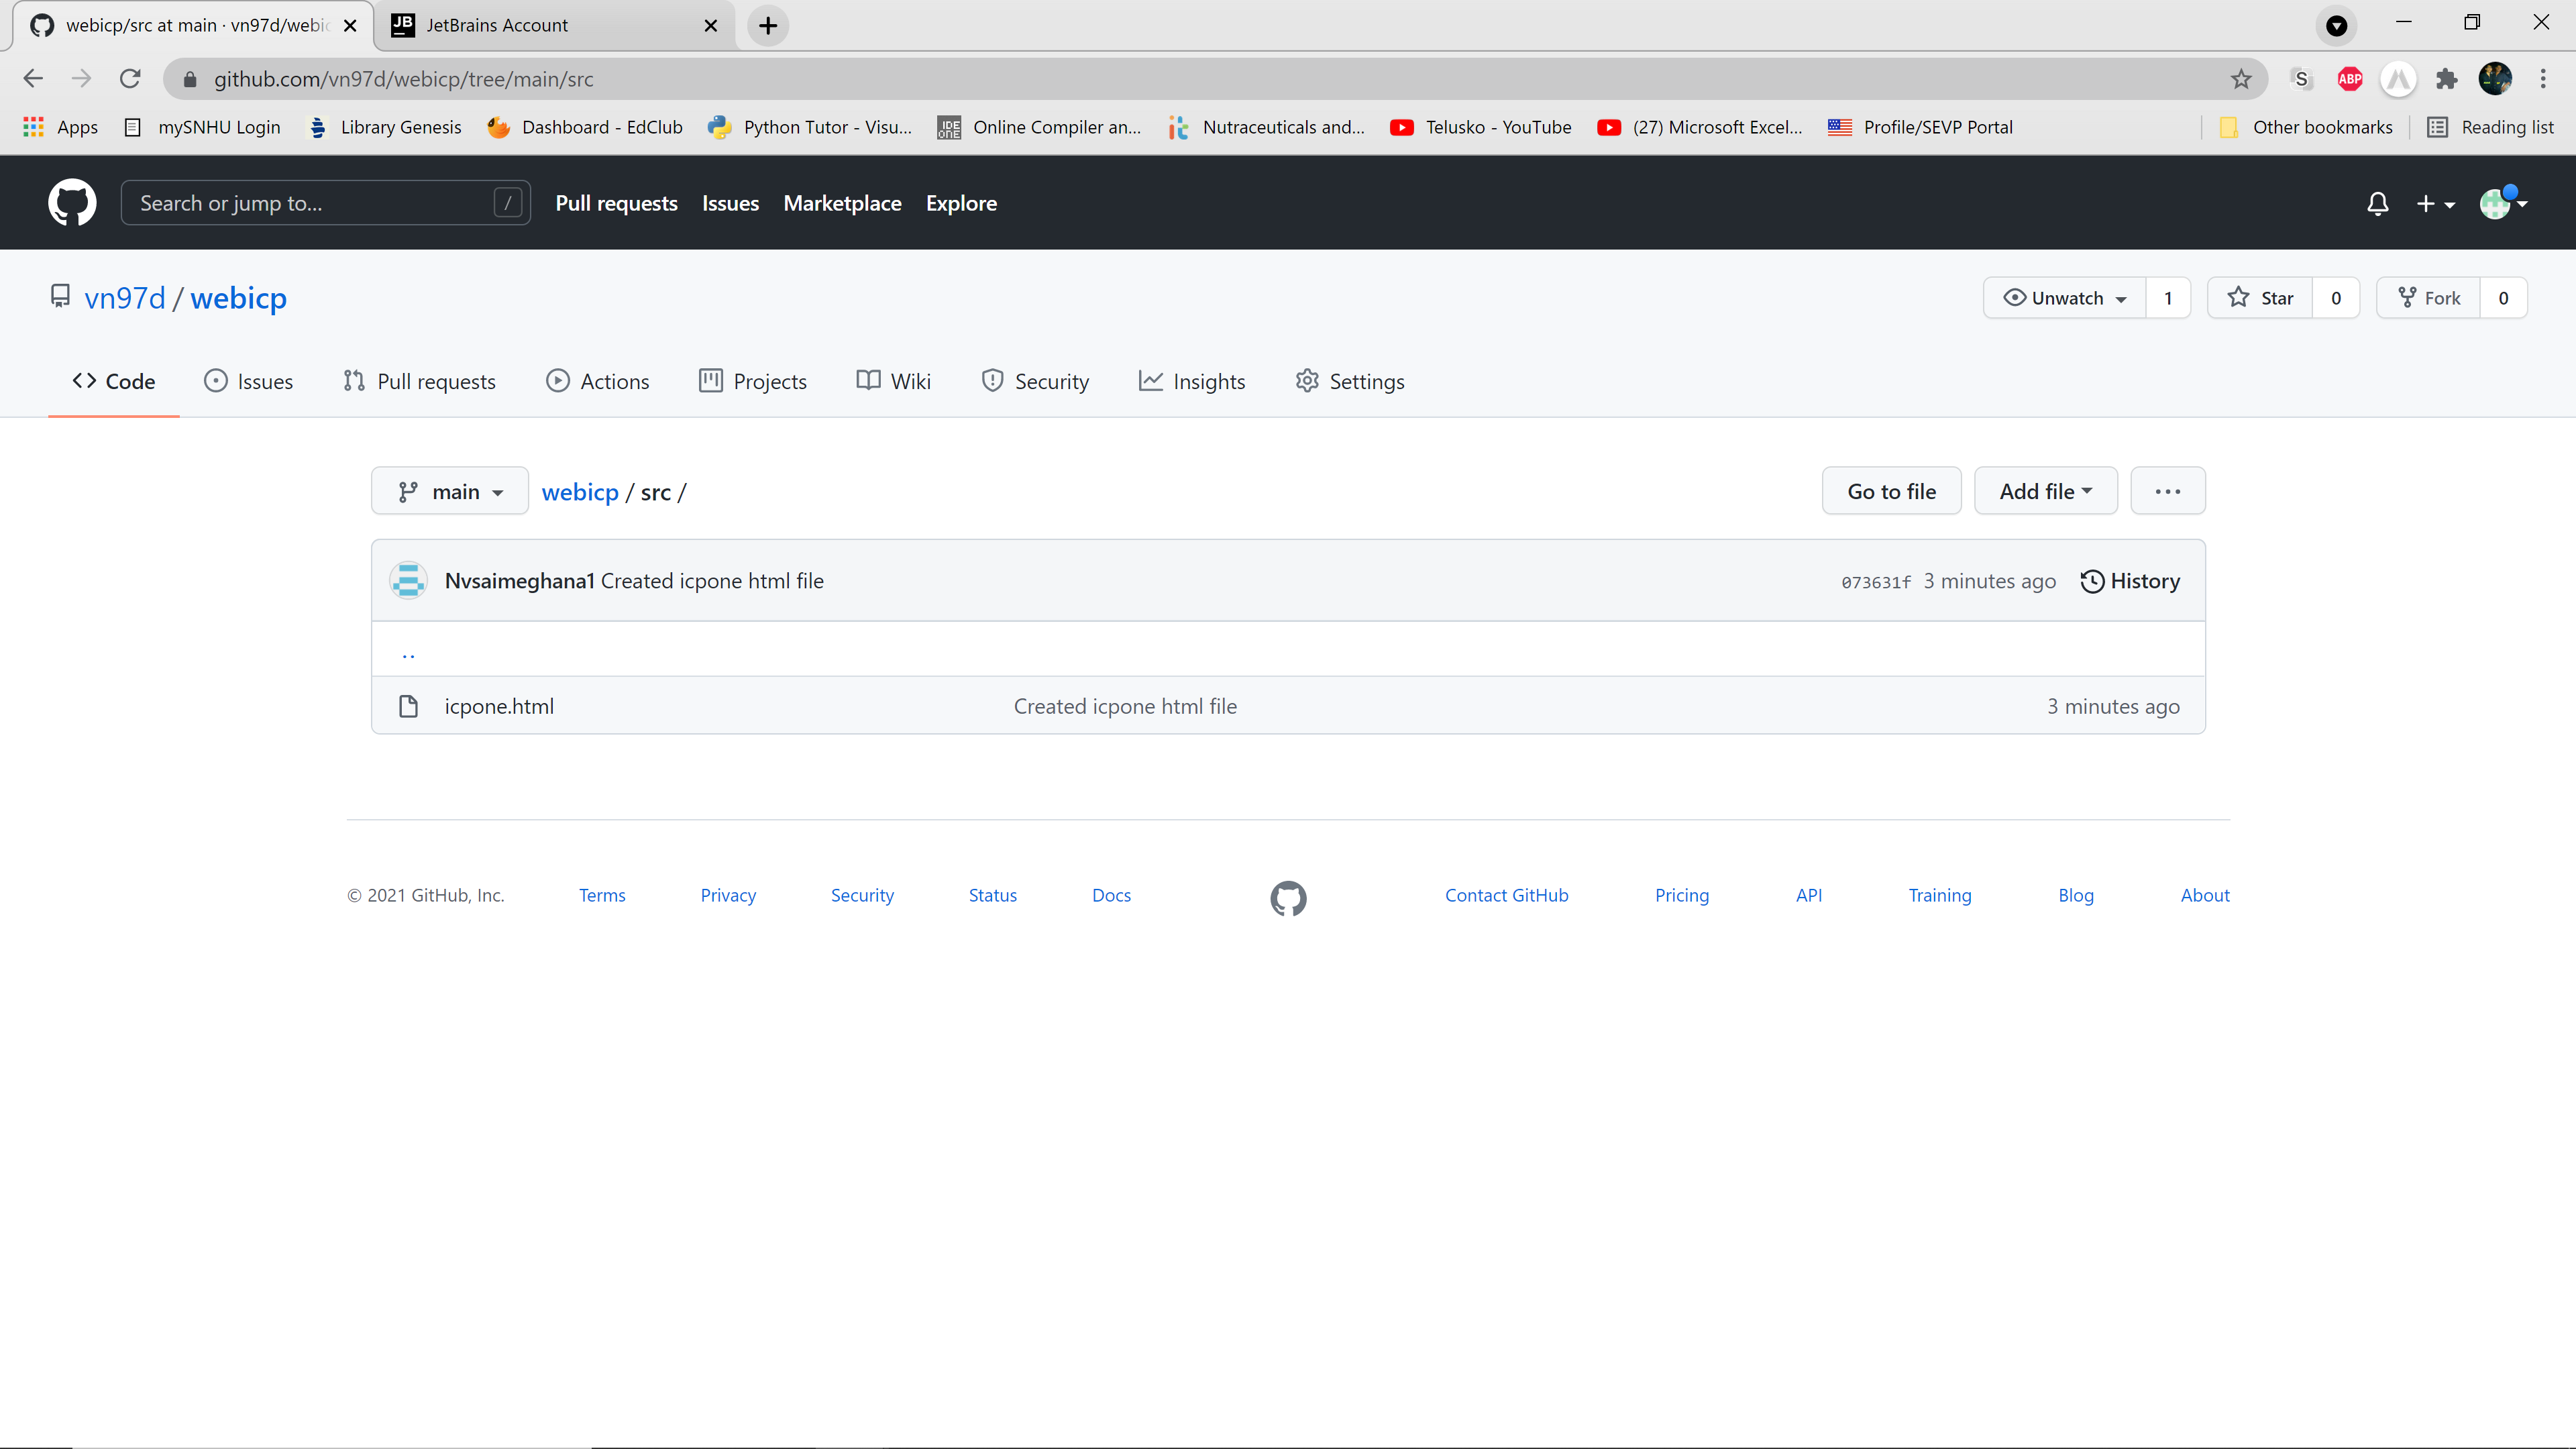 webicp/src at main · vn97d/webic
JB JetBrains Account
github.com/vn97d/webicp/tree/main/src
S ABP
Apps mySNHU Login Library Genesis Dashboard - EdClub Python Tutor - Visu... IDE ONE Online Compiler an... Nutraceuticals and... Telusko - YouTube (27) Microsoft Excel... Profile/SEVP Portal Other bookmarks Reading list
Search or jump to... / Pull requests Issues Marketplace Explore
vn97d / webicp Unwatch 1 Star 0 Fork 0
Code Issues Pull requests Actions Projects Wiki Security Insights Settings
main webicp / src / Go to file Add file ...
Nvsaimeghana1 Created icpone html file 073631f 3 minutes ago History
..
icpone.html Created icpone html file 3 minutes ago
© 2021 GitHub, Inc. Terms Privacy Security Status Docs Contact GitHub Pricing API Training Blog About